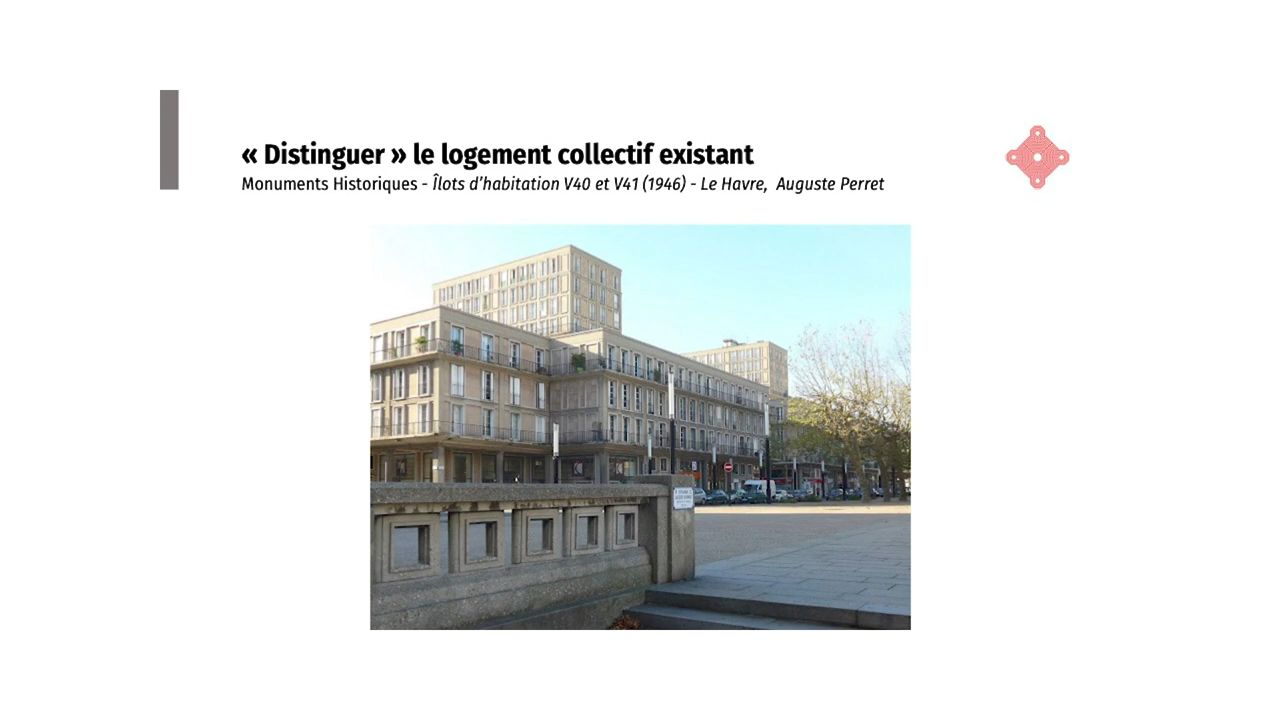 « Distinguer » le logement collectif existant
Monuments Historiques - Îlots d’habitation V40 et V41 (1946) - Le Havre, Auguste Perret